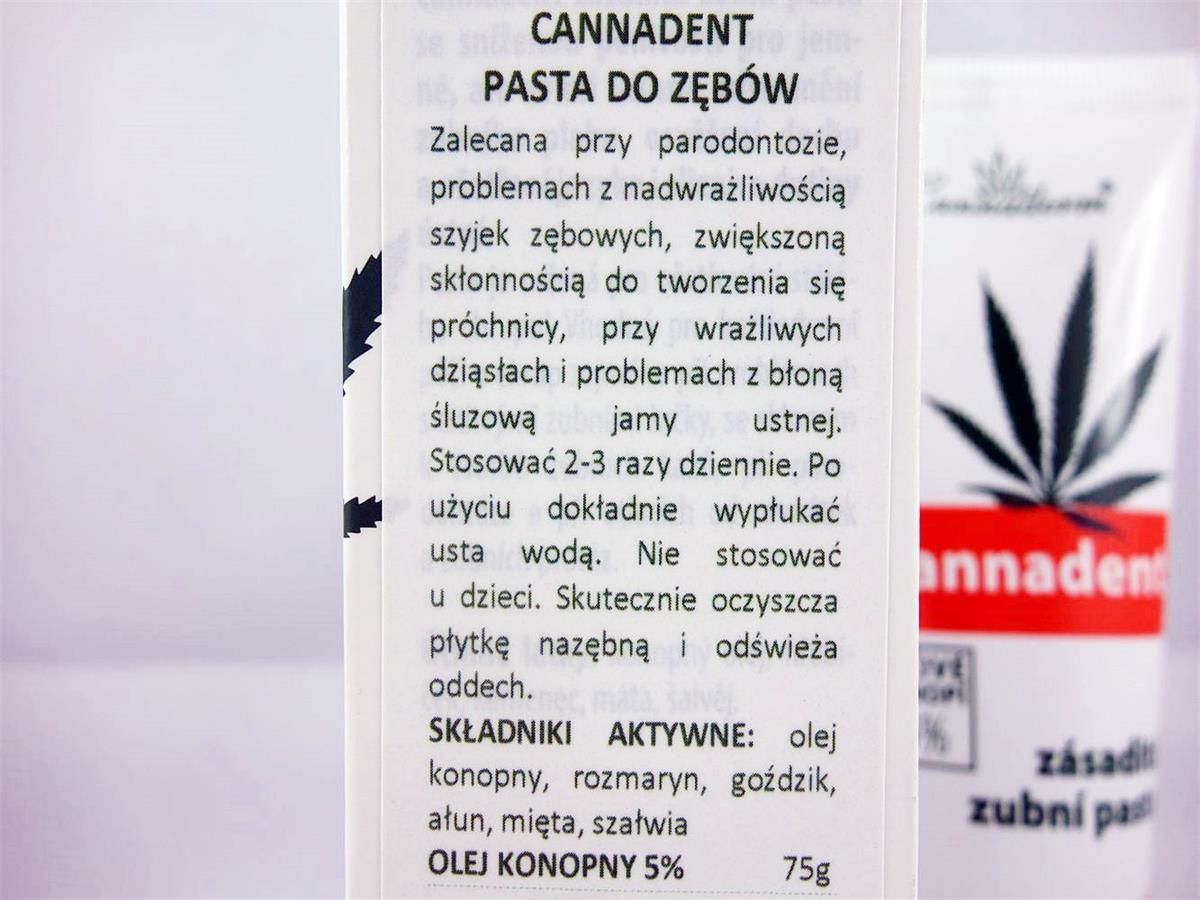 CANNADENT
PASTA DO ZĘBÓW
Zalecana przy parodontozie,
problemach z nadwrażliwością
szyjek zębowych, zwiększoną
skłonnością do tworzenia się
próchnicy, przy wrażliwych
dziąsłach i problemach z błoną
śluzową jamy ustnej.
Stosować 2-3 razy dziennie. Po
użyciu dokładnie wypłukać
usta wodą. Nie stosować
u dzieci. Skutecznie oczyszcza
płytkę nazębną i odświeża
oddech.
SKŁADNIKI AKTYWNE: olej
konopny, rozmaryn, goździk,
ałun, mięta, szałwia
OLEJ KONOPNY 5% 75g
annadent
zubní